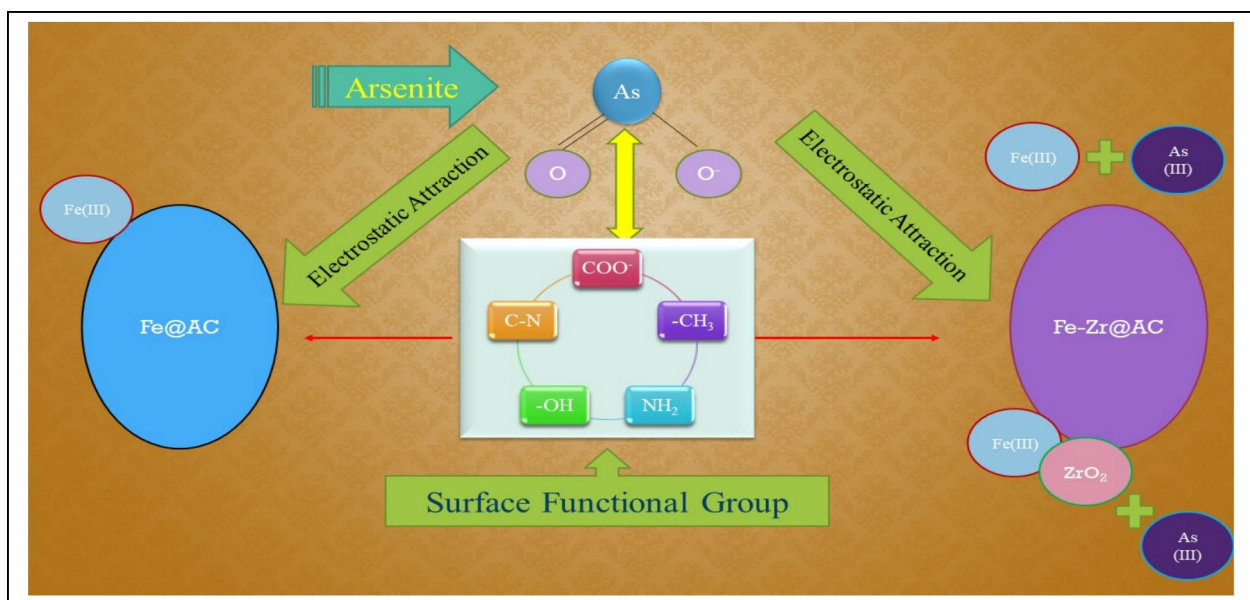 Arsenite
As
O
O⁻
Electrostatic Attraction
Electrostatic Attraction
Fe(III)
As
(III)
Fe(III)
Fe@AC
COO⁻
C-N
-CH₃
-OH
NH₂
Fe-Zr@AC
Fe(III)
ZrO₂
As
(III)
Surface Functional Group